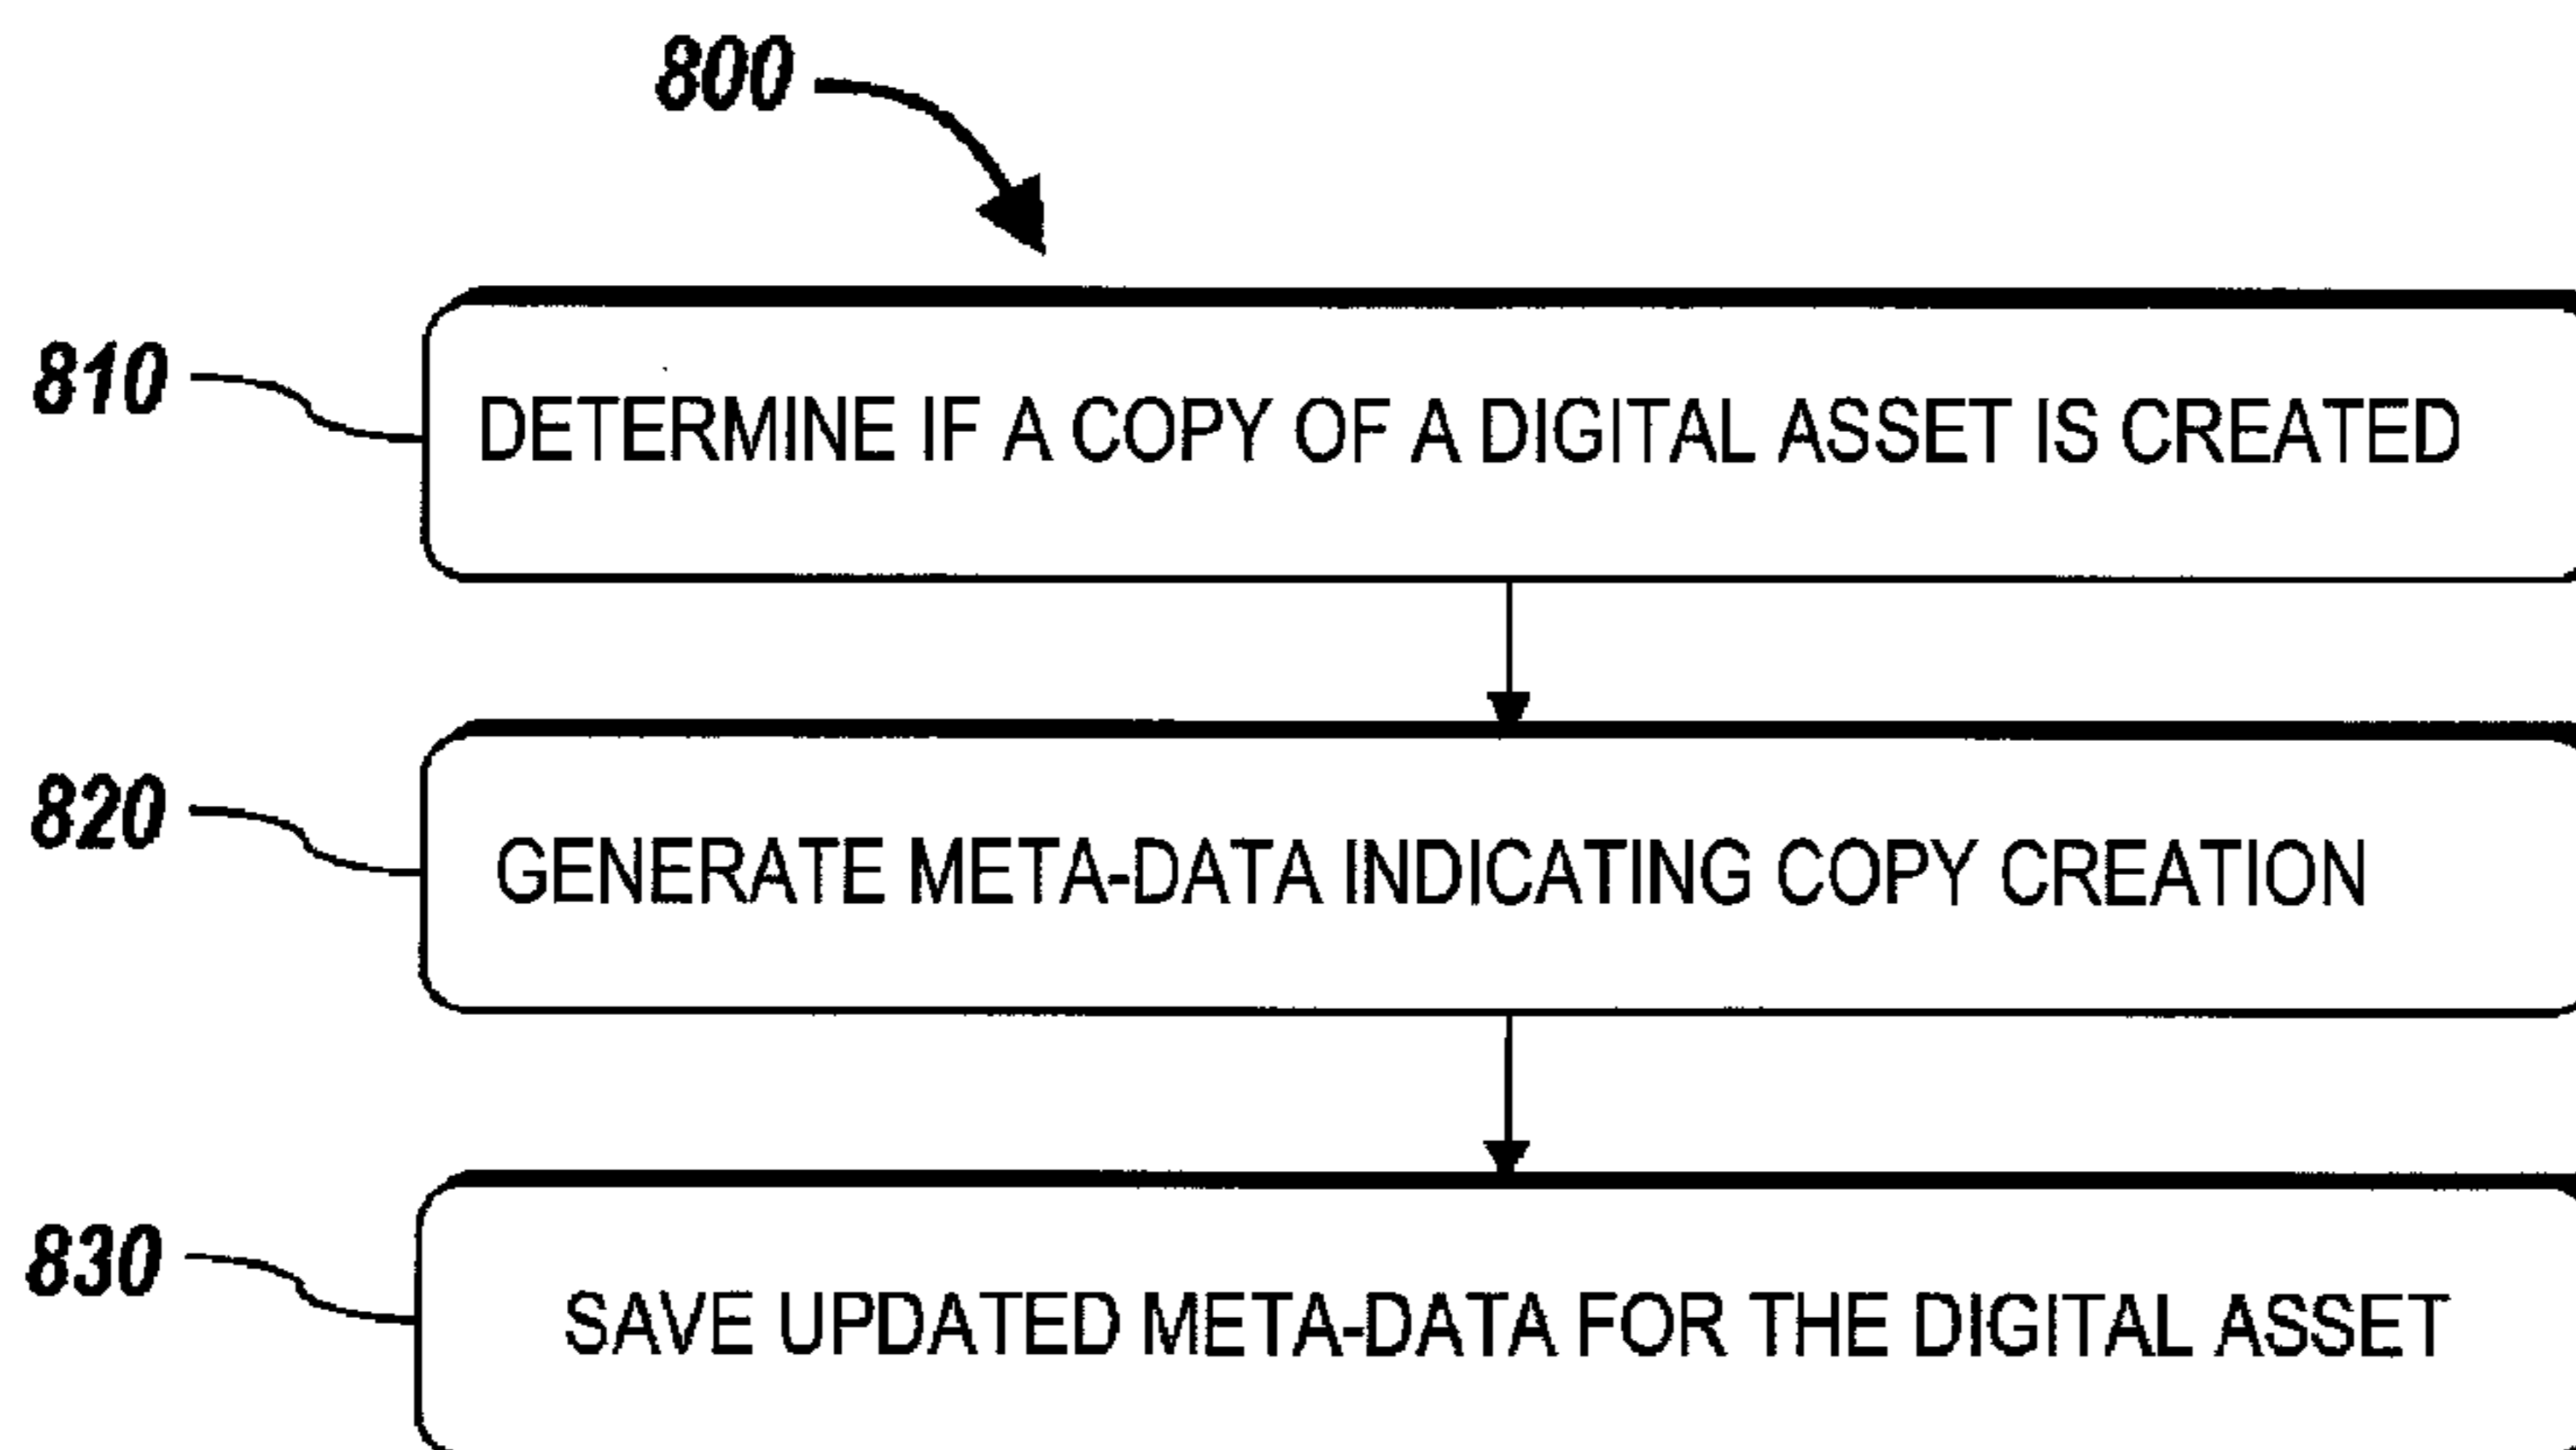 800
810
DETERMINE IF A COPY OF A DIGITAL ASSET IS CREATED
820
GENERATE META-DATA INDICATING COPY CREATION
830
SAVE UPDATED META-DATA FOR THE DIGITAL ASSET